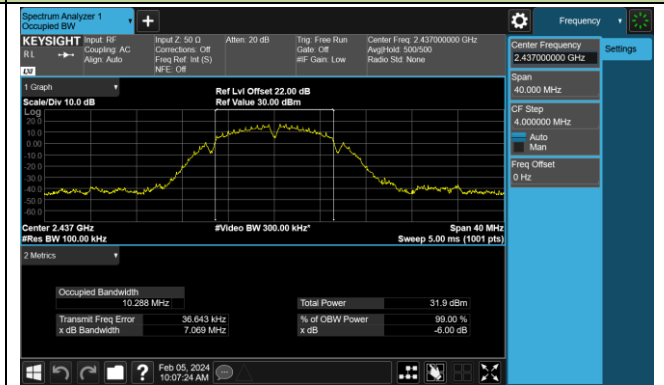 Spectrum Analyzer 1
Occupied BW
+
Frequency
KEYSIGHT
RL
Input: RF
Coupling: AC
Align: Auto
Input Z: 50 Ω
Corrections: Off
Freq Ref: Int (S)
NFE: Off
Atten: 20 dB
Trig: Free Run
Gate: Off
#IF Gain: Low
Center Freq: 2.437000000 GHz
Avg|Hold: 500/500
Radio Std: None
Center Frequency
2.437000000 GHz
Settings
Span
40.000 MHz
CF Step
4.000000 MHz
Auto
Man
Freq Offset
0 Hz
1 Graph
Scale/Div 10.0 dB
Ref Lvl Offset 22.00 dB
Ref Value 30.00 dBm
Log
20.0
10.0
0.00
-10.0
-20.0
-30.0
-40.0
-50.0
-60.0
Center 2.437 GHz
#Video BW 300.00 kHz*
Span 40 MHz
#Res BW 100.00 kHz
Sweep 5.00 ms (1001 pts)
2 Metrics
Occupied Bandwidth
10.288 MHz
Total Power 31.9 dBm
Transmit Freq Error 36.643 kHz
% of OBW Power 99.00 %
x dB Bandwidth 7.069 MHz
x dB -6.00 dB
?
Feb 05, 2024
10:07:24 AM